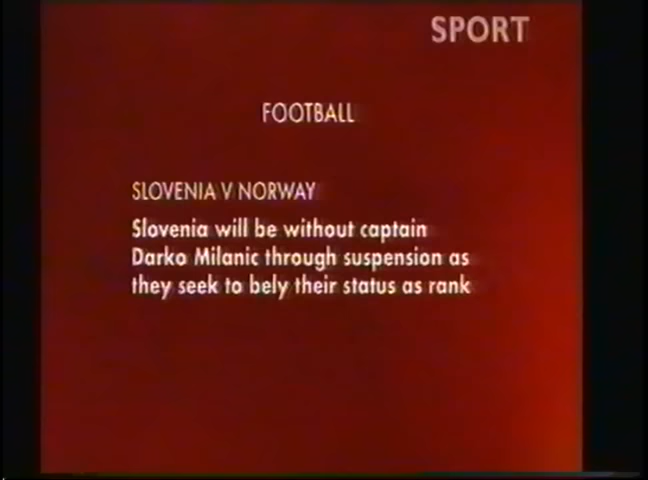 SPORT
FOOTBALL
SLOVENIA V NORWAY
Slovenia will be without captain
Darko Milanic through suspension as
they seek to bely their status as rank